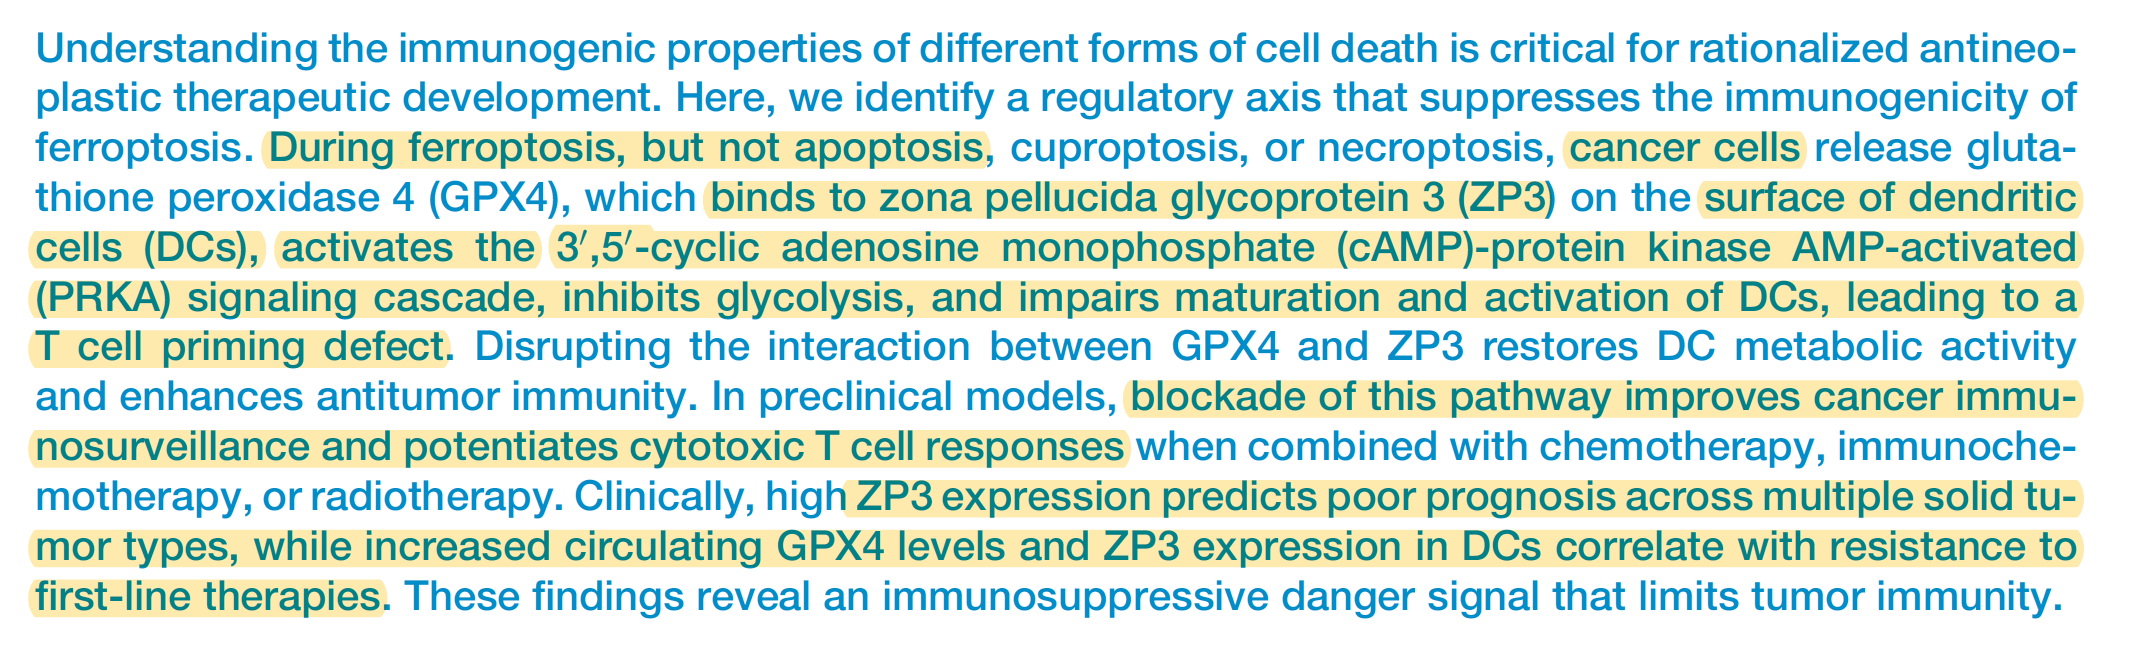 Understanding the immunogenic properties of different forms of cell death is critical for rationalized antineo-
plastic therapeutic development. Here, we identify a regulatory axis that suppresses the immunogenicity of
ferroptosis. During ferroptosis, but not apoptosis, cuproptosis, or necroptosis, cancer cells release gluta-
thione peroxidase 4 (GPX4), which binds to zona pellucida glycoprotein 3 (ZP3) on the surface of dendritic
cells (DCs), activates the 3′,5′-cyclic adenosine monophosphate (cAMP)-protein kinase AMP-activated
(PRKA) signaling cascade, inhibits glycolysis, and impairs maturation and activation of DCs, leading to a
T cell priming defect. Disrupting the interaction between GPX4 and ZP3 restores DC metabolic activity
and enhances antitumor immunity. In preclinical models, blockade of this pathway improves cancer immu-
nosurveillance and potentiates cytotoxic T cell responses when combined with chemotherapy, immunoche-
motherapy, or radiotherapy. Clinically, high ZP3 expression predicts poor prognosis across multiple solid tu-
mor types, while increased circulating GPX4 levels and ZP3 expression in DCs correlate with resistance to
first-line therapies. These findings reveal an immunosuppressive danger signal that limits tumor immunity.